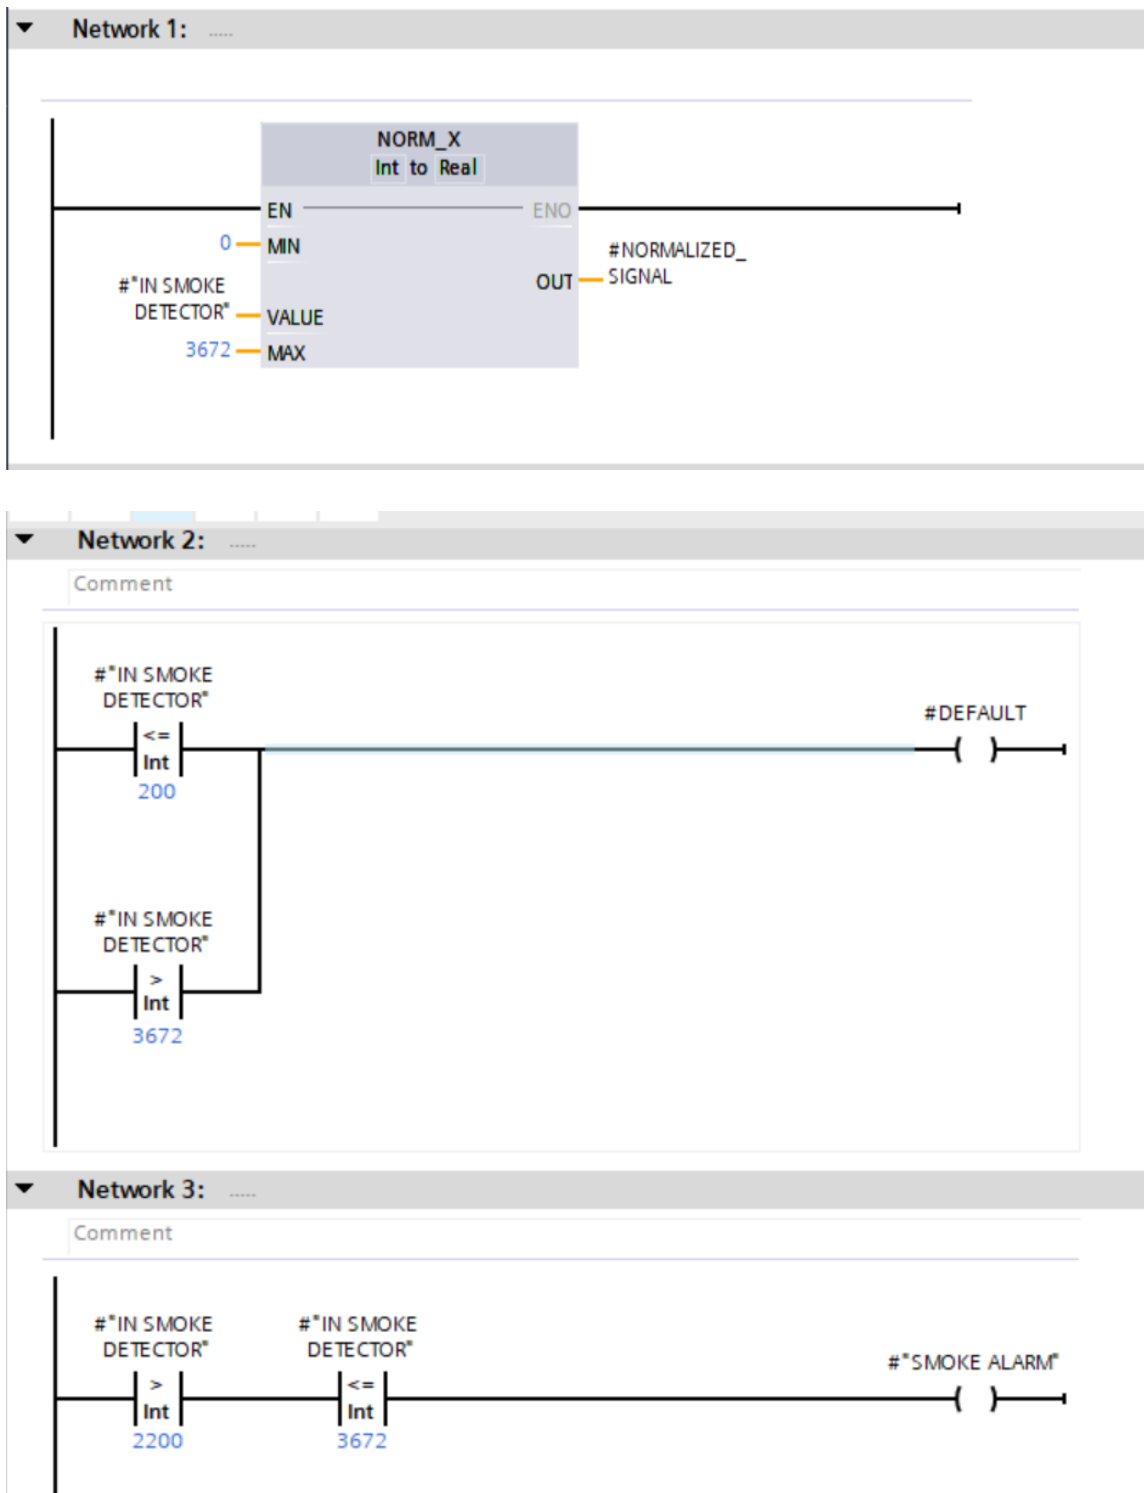 Network 1: .....
NORM_X
Int to Real
EN
ENO
0
MIN
#NORMALIZED_
SIGNAL
OUT
#"IN SMOKE
DETECTOR"
VALUE
3672
MAX
Network 2: .....
Comment
#"IN SMOKE
DETECTOR"
<=
Int
200
#DEFAULT
( )
#"IN SMOKE
DETECTOR"
>
Int
3672
Network 3: .....
Comment
#"IN SMOKE
DETECTOR"
>
Int
2200
#"IN SMOKE
DETECTOR"
<=
Int
3672
#"SMOKE ALARM"
( )